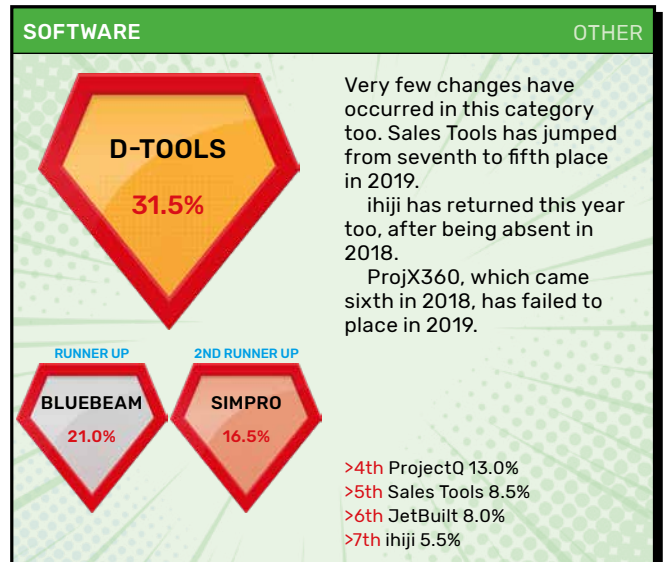 SOFTWARE
OTHER
D-TOOLS
31.5%
RUNNER UP
BLUEBEAM
21.0%
2ND RUNNER UP
SIMPRO
16.5%
Very few changes have
occurred in this category
too. Sales Tools has jumped
from seventh to fifth place
in 2019.
ihiji has returned this year
too, after being absent in
2018.
ProjX360, which came
sixth in 2018, has failed to
place in 2019.
>4th ProjectQ 13.0%
>5th Sales Tools 8.5%
>6th JetBuilt 8.0%
>7th ihiji 5.5%